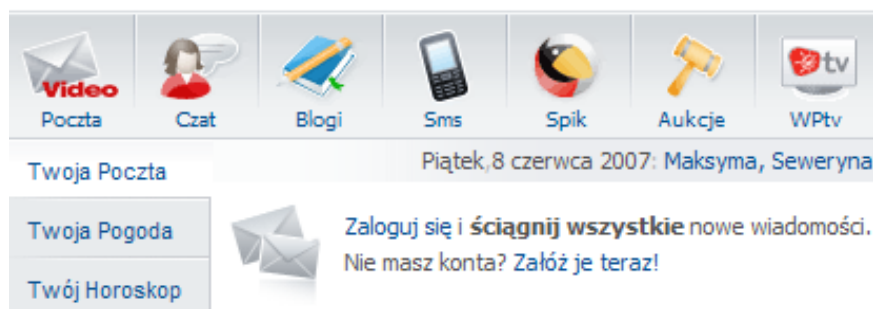 Video
tv
Poczta Czat Blogi Sms Spik Aukcje WPtv
Twoja Poczta
Piątek,8 czerwca 2007: Maksyma, Seweryna
Twoja Pogoda
Twój Horoskop
Zaloguj się i ściągnij wszystkie nowe wiadomości.
Nie masz konta? Załóż je teraz!